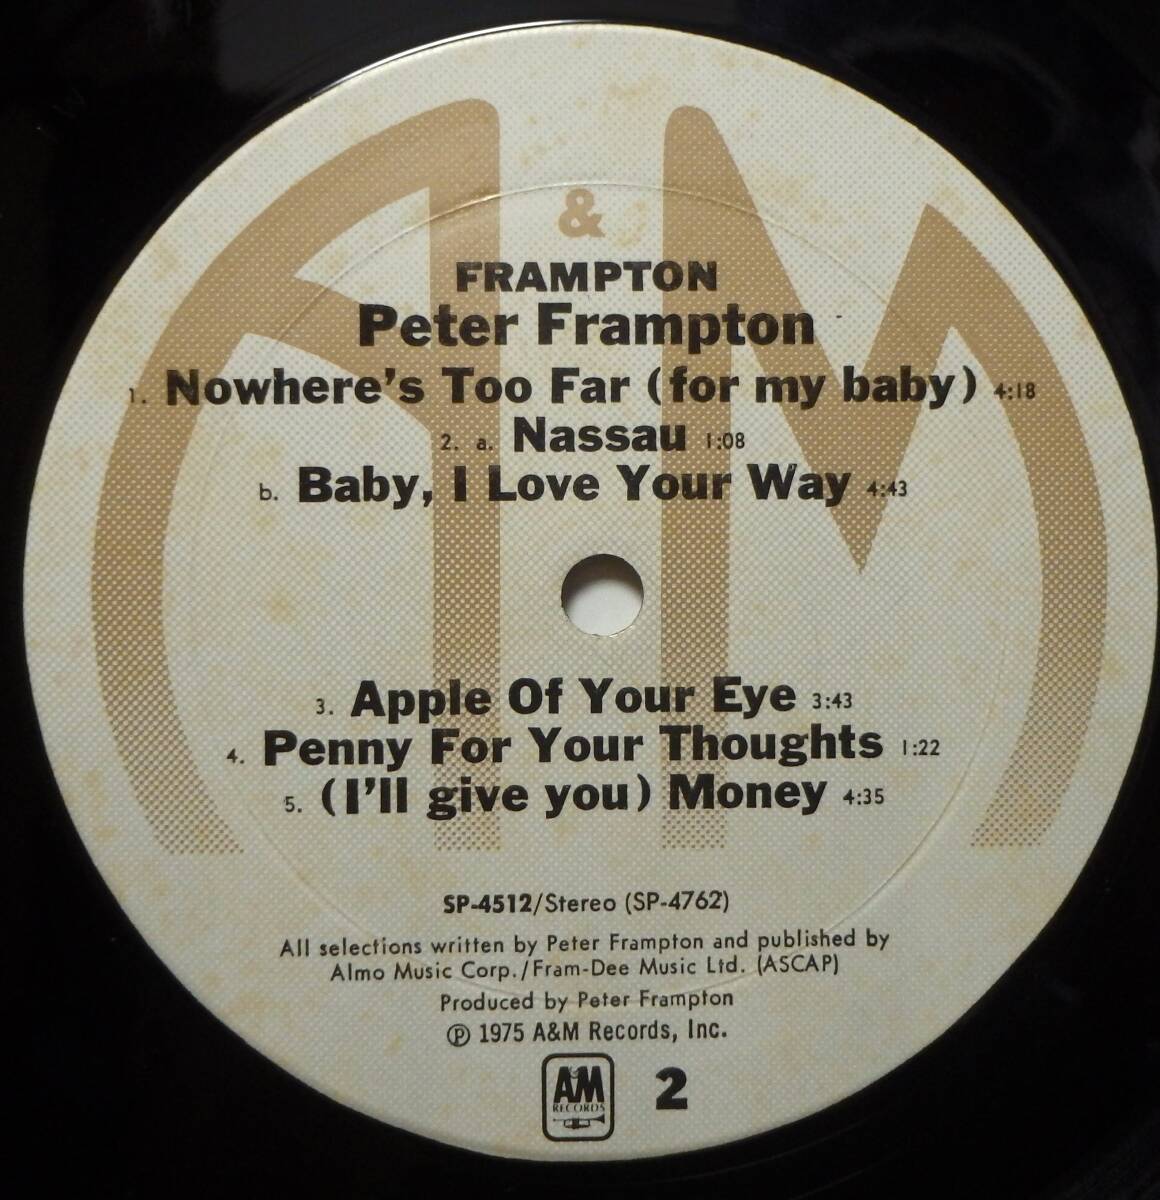 A & M
FRAMPTON
Peter Frampton
1. Nowhere's Too Far (for my baby) 4:18
2. a. Nassau 1:08
b. Baby, I Love Your Way 4:43
3. Apple Of Your Eye 3:43
4. Penny For Your Thoughts 1:22
5. (I'll give you) Money 4:35
SP-4512/Stereo (SP-4762)
All selections written by Peter Frampton and published by
Almo Music Corp./Fram-Dee Music Ltd. (ASCAP)
Produced by Peter Frampton
Ⓟ 1975 A&M Records, Inc.
A&M
RECORDS
2